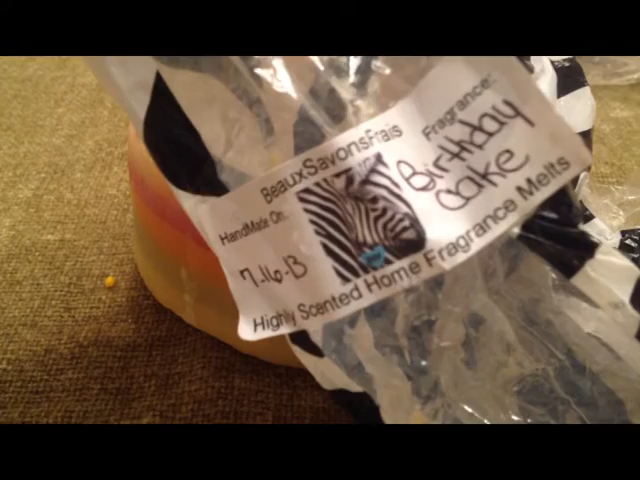 BeauxSavonsFrais
HandMade On:
7-16-13
Fragrance:
Birthday
Cake
Highly Scented Home Fragrance Melts